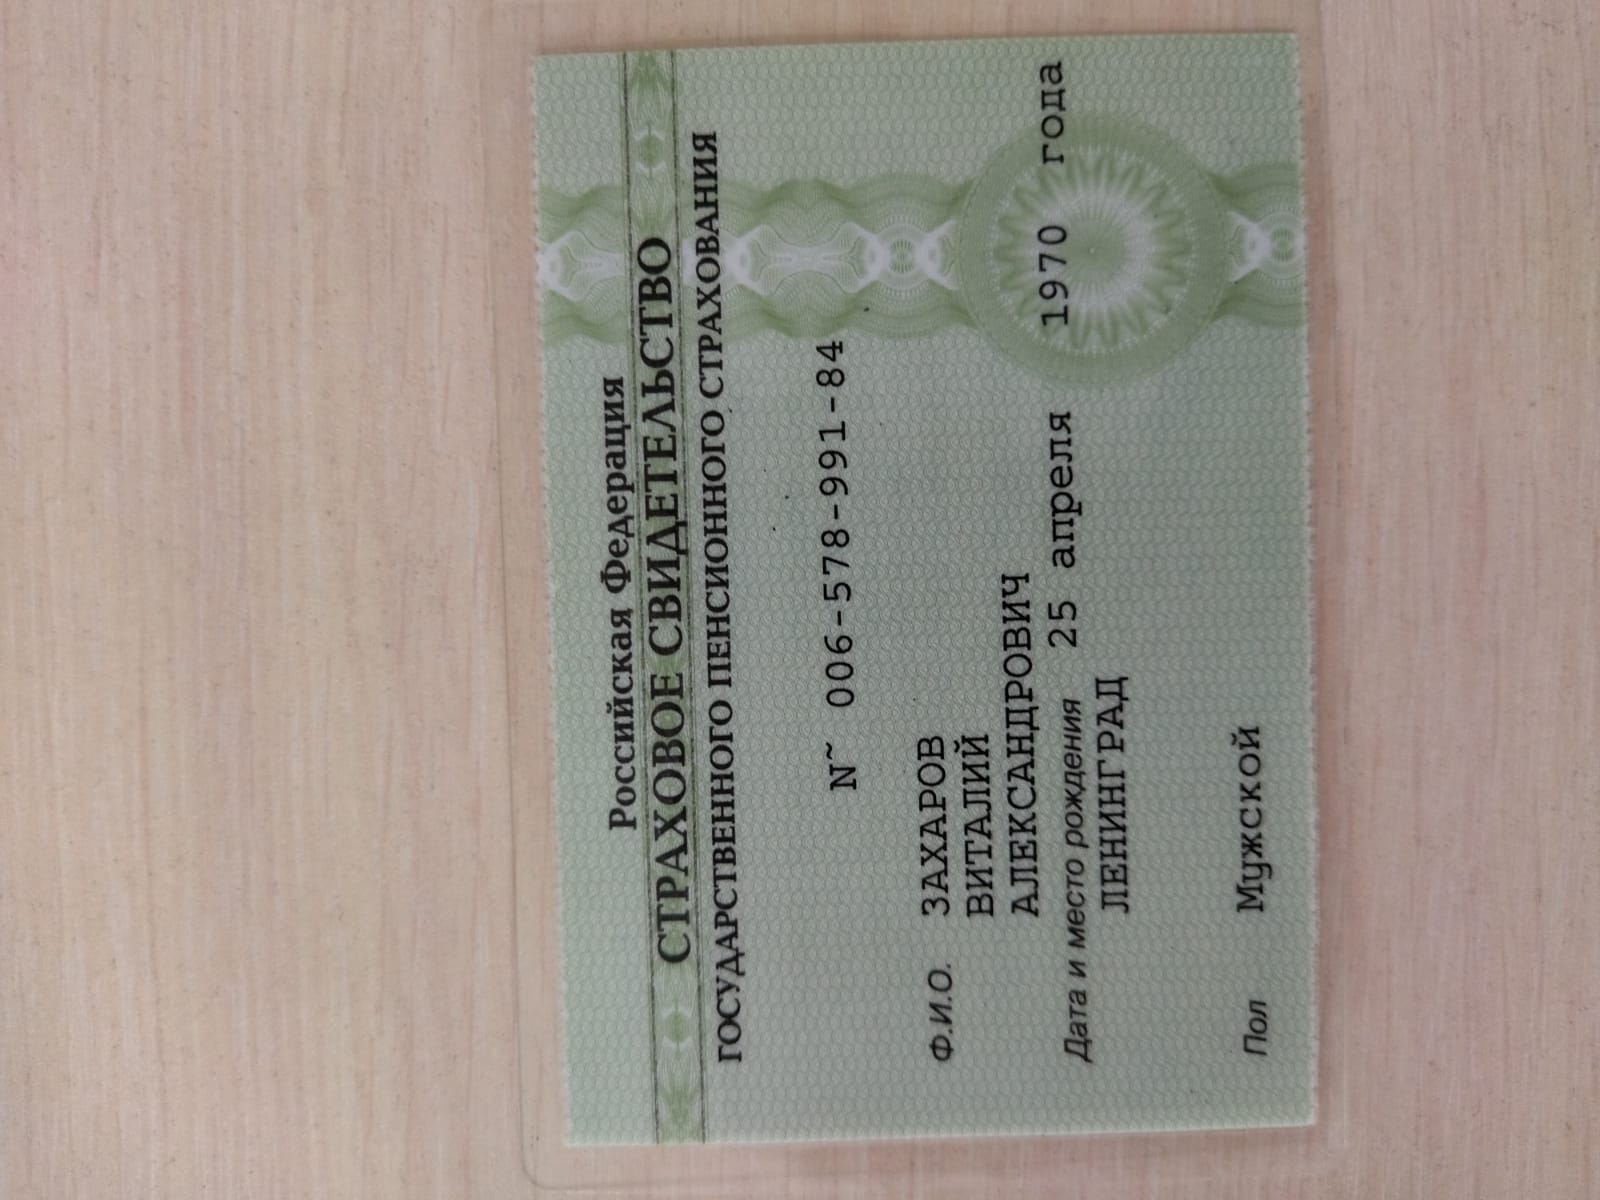 Российская Федерация
СТРАХОВОЕ СВИДЕТЕЛЬСТВО
ГОСУДАРСТВЕННОГО ПЕНСИОННОГО СТРАХОВАНИЯ
N~ 006-578-991-84
Ф.И.О. ЗАХАРОВ
ВИТАЛИЙ
АЛЕКСАНДРОВИЧ
Дата и место рождения 25 апреля 1970 года
ЛЕНИНГРАД
Пол Мужской